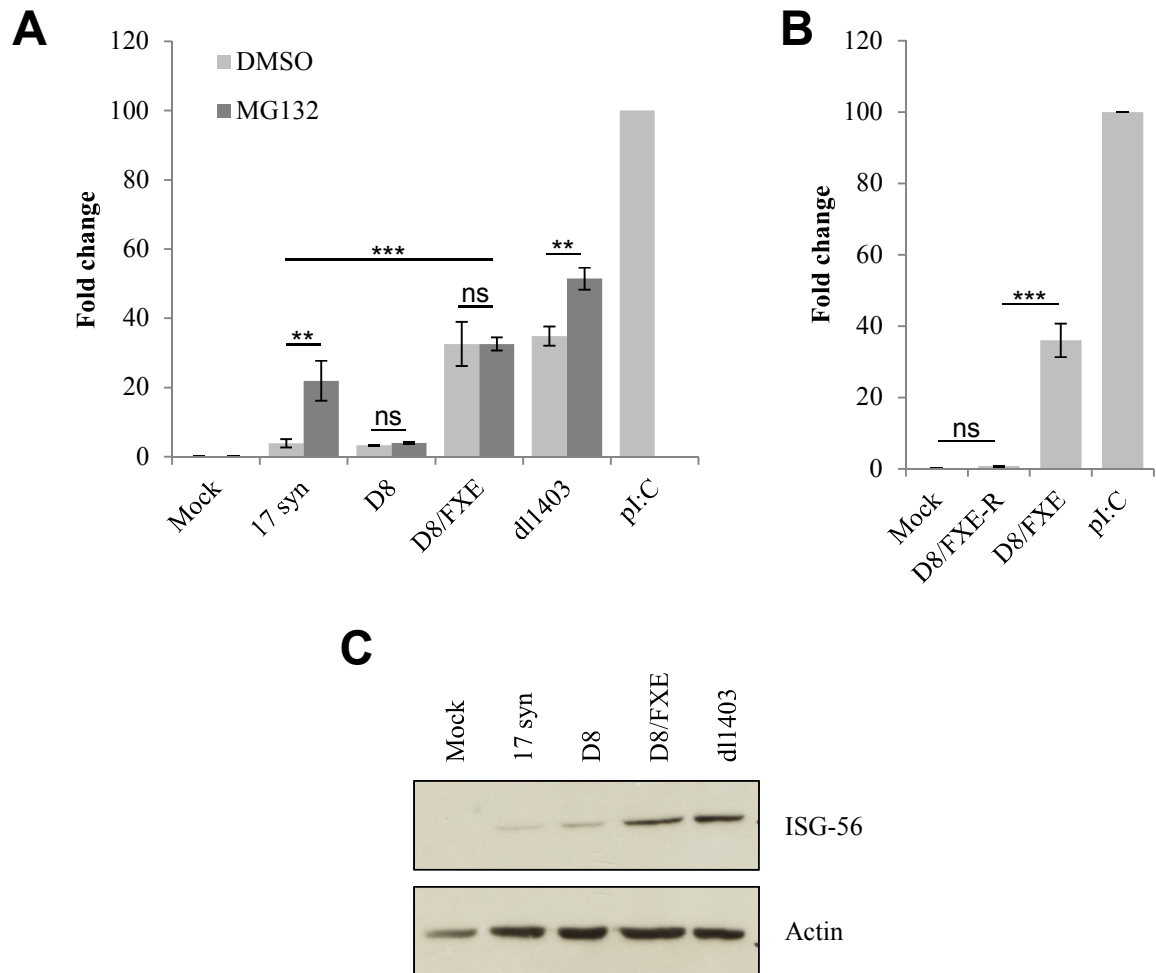 A
120
100
80
60
40
20
0
Fold change
DMSO
MG132
**
ns
***
ns
**
Mock
17 syn
D8
D8/FXE
dl1403
pI:C
B
120
100
80
60
40
20
0
Fold change
ns
***
Mock
D8/FXE-R
D8/FXE
pI:C
C
Mock
17 syn
D8
D8/FXE
dl1403
ISG-56
Actin